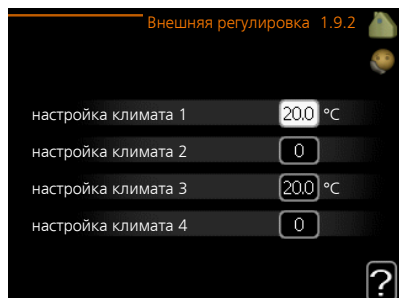 Внешняя регулировка 1.9.2
настройка климата 1 20.0 °C
настройка климата 2 0
настройка климата 3 20.0 °C
настройка климата 4 0
?